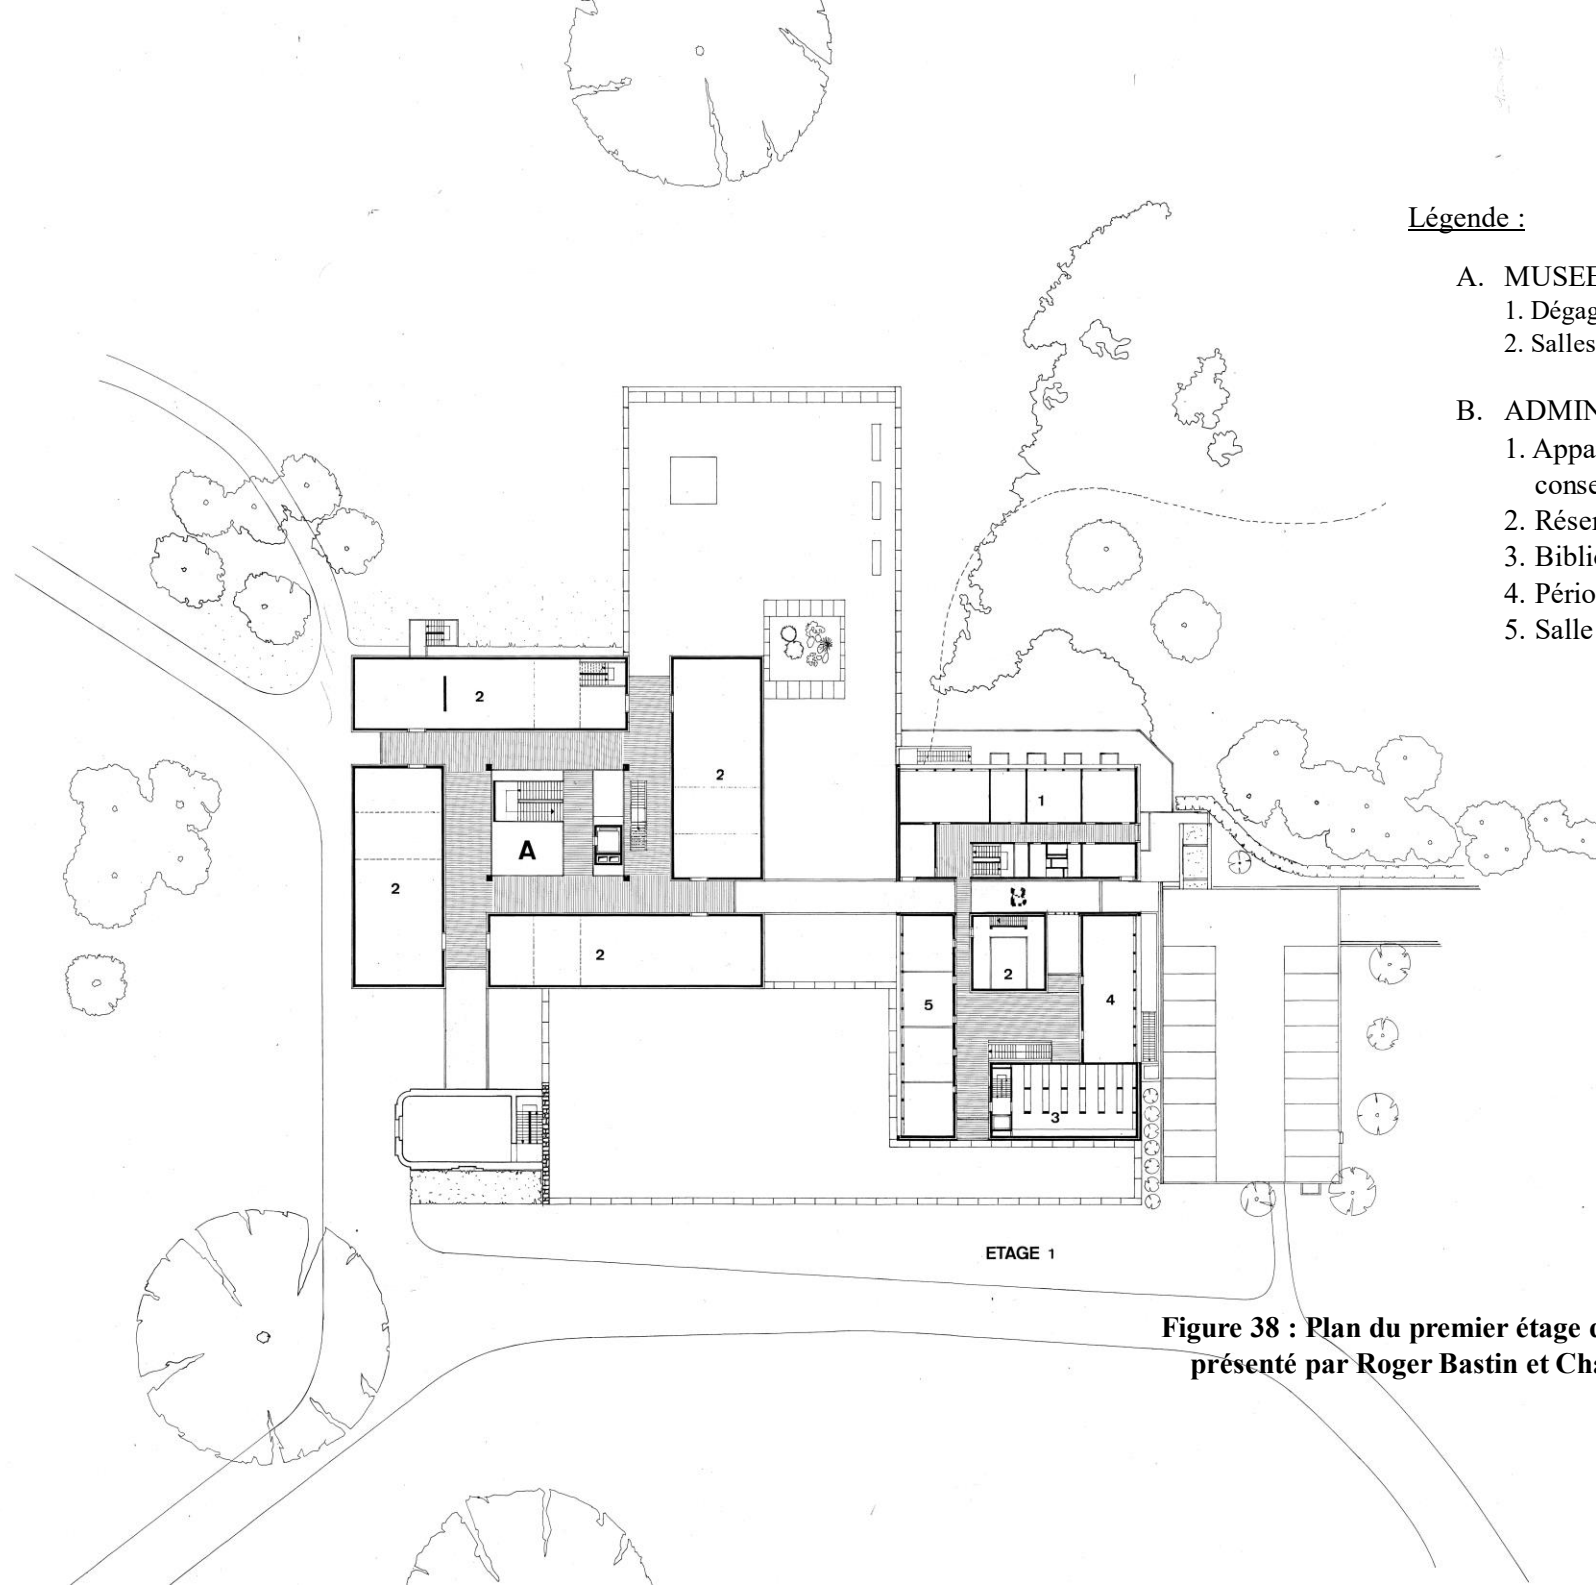 Légende :
A. MUSEE
1. Dégag
2. Salles
B. ADMIN
1. Appa
conse
2. Réser
3. Bibli
4. Pério
5. Salle
2
2
1
A
2
2
2
5
4
3
ETAGE 1
Figure 38 : Plan du premier étage
présenté par Roger Bastin et Cha